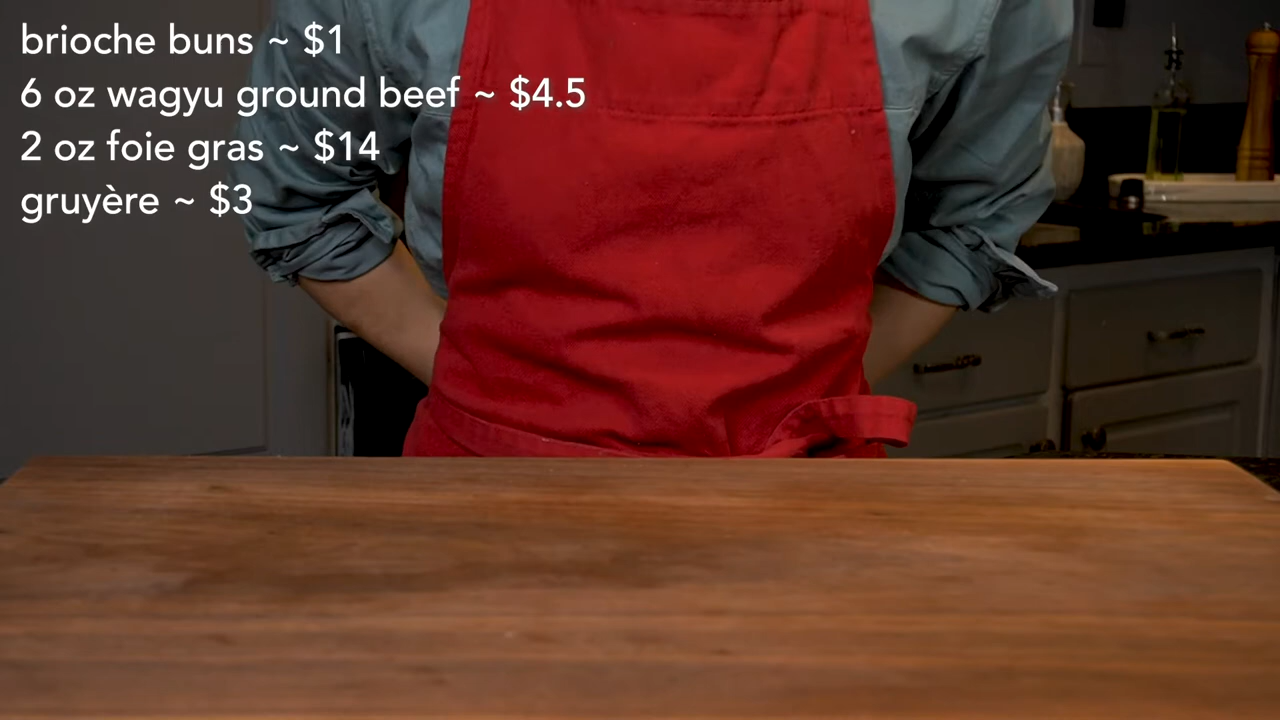 brioche buns ~ $1
6 oz wagyu ground beef ~ $4.5
2 oz foie gras ~ $14
gruyère ~ $3